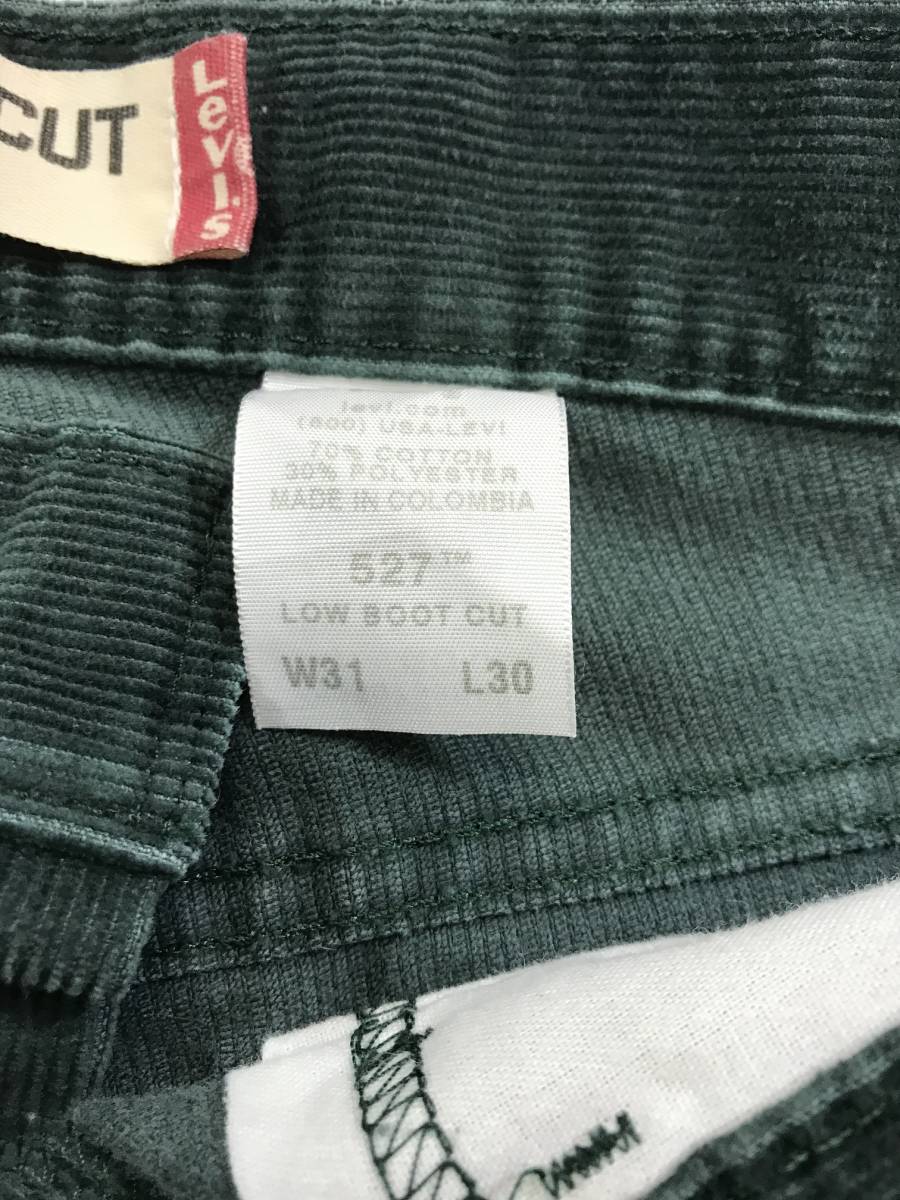 CUT
Levi's
levi.com
(800) USA-LEVI
70% COTTON
30% POLYESTER
MADE IN COLOMBIA
527™
LOW BOOT CUT
W31 L30